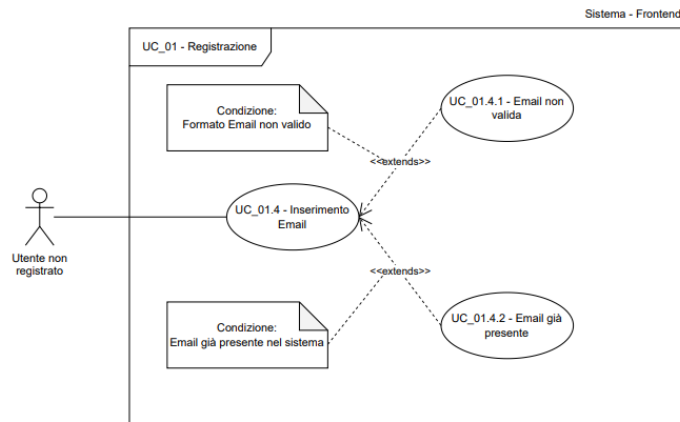 Sistema - Frontend
UC_01 - Registrazione
Condizione:
Formato Email non valido
UC_01.4.1 - Email non
valida
<<extends>>
UC_01.4 - Inserimento
Email
Utente non
registrato
<<extends>>
Condizione:
Email già presente nel sistema
UC_01.4.2 - Email già
presente